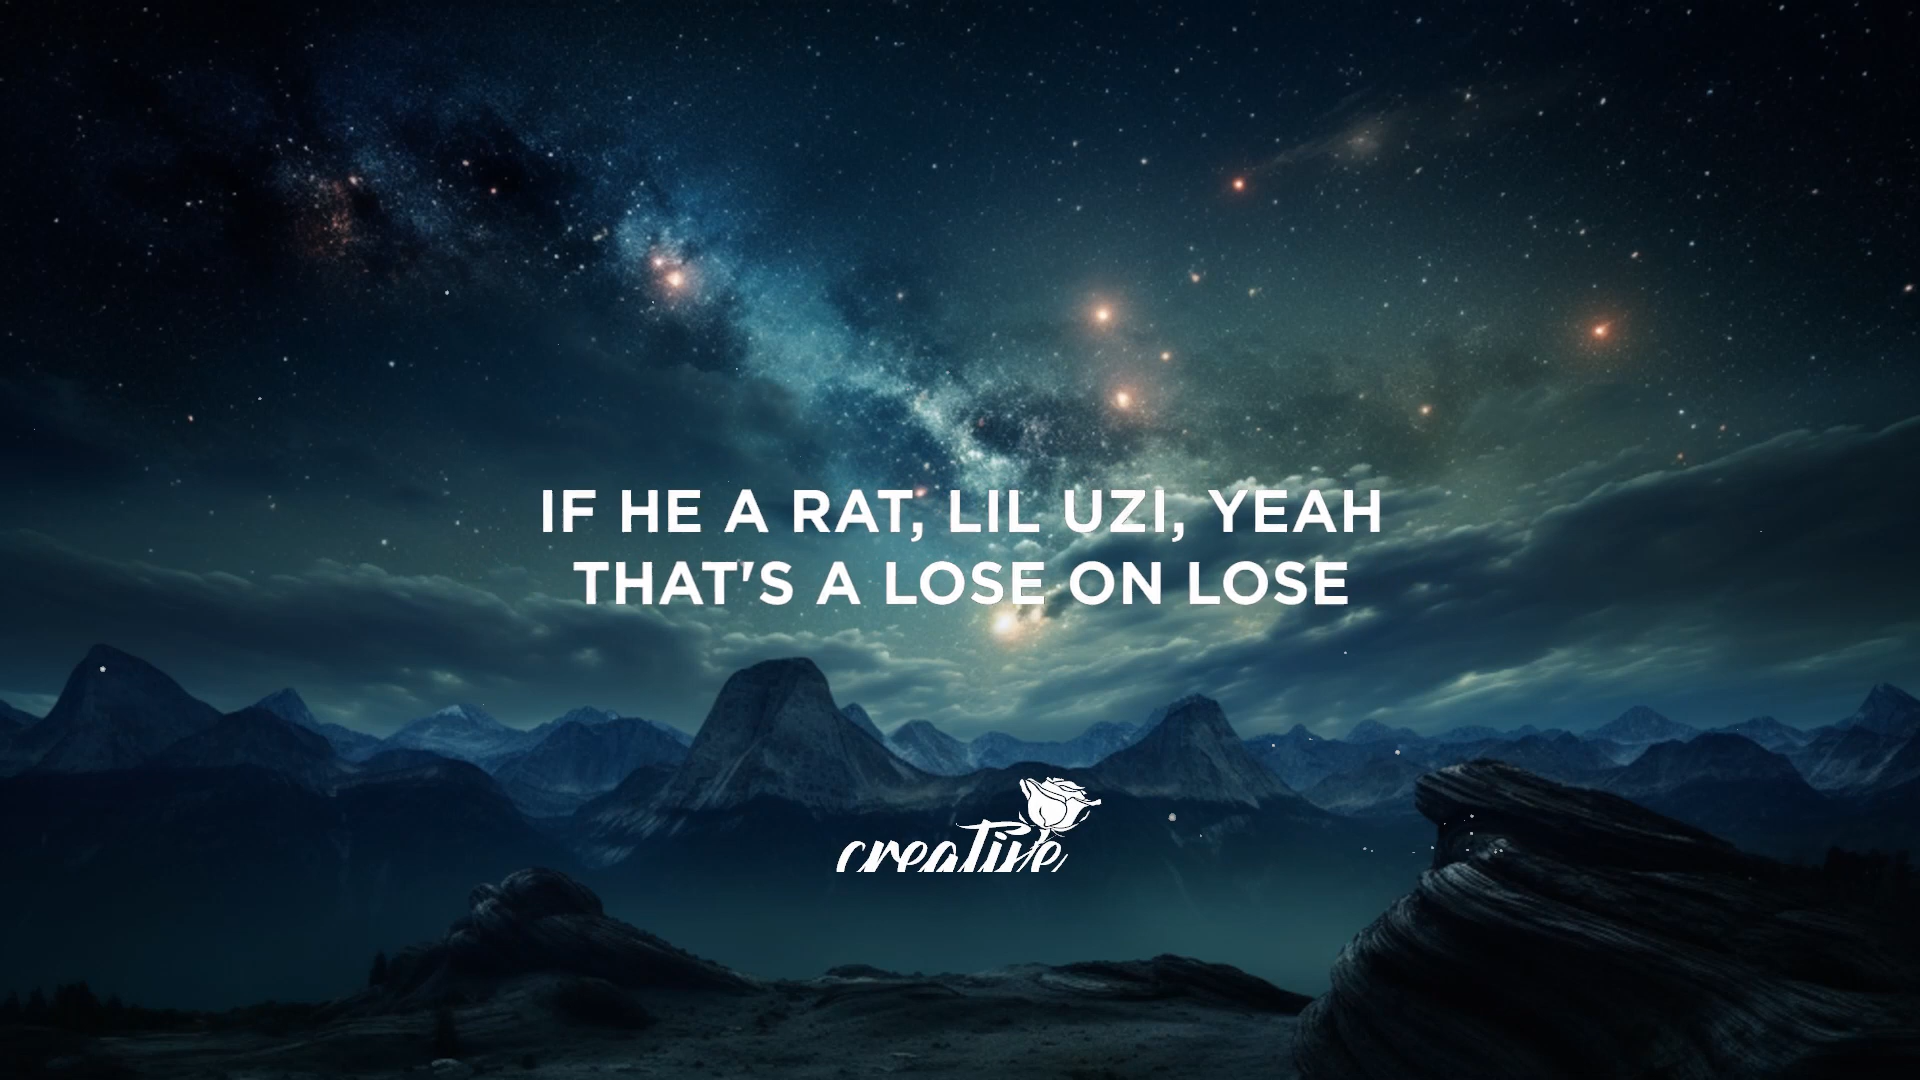 IF HE A RAT, LIL UZI, YEAH
THAT'S A LOSE ON LOSE
creative